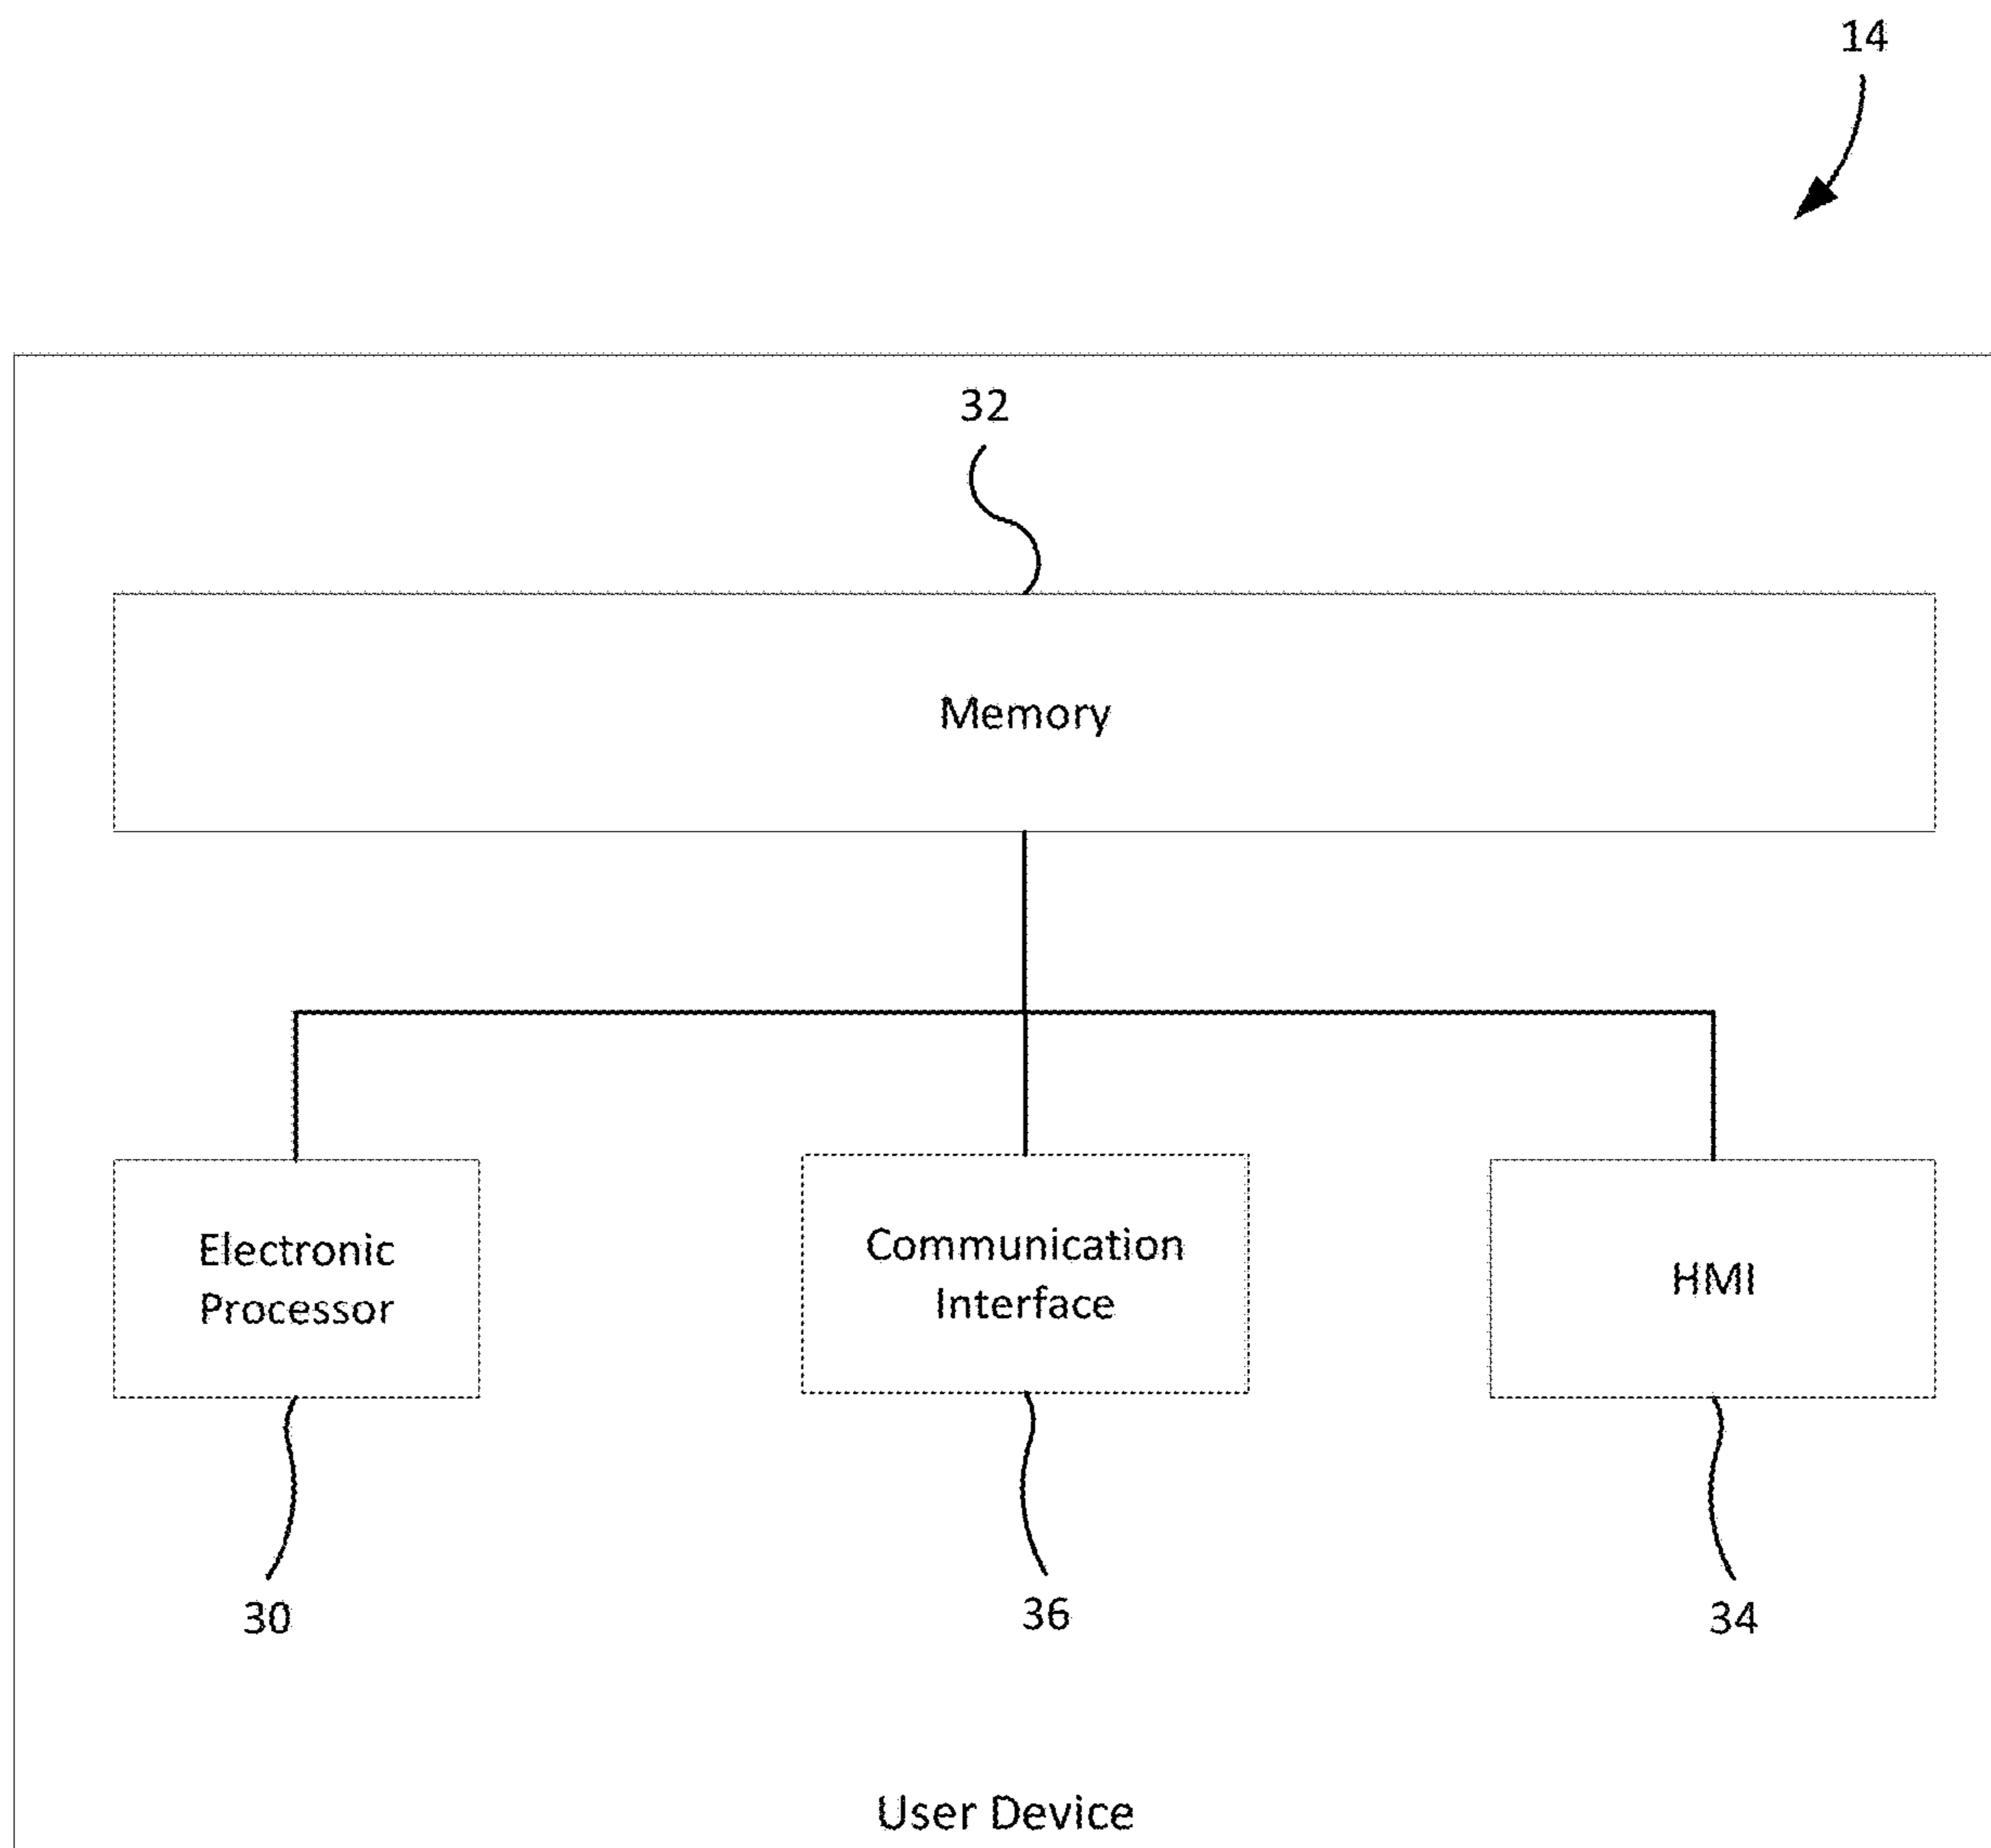 14
32
Memory
Electronic
Processor
Communication
Interface
HMI
30
36
34
User Device